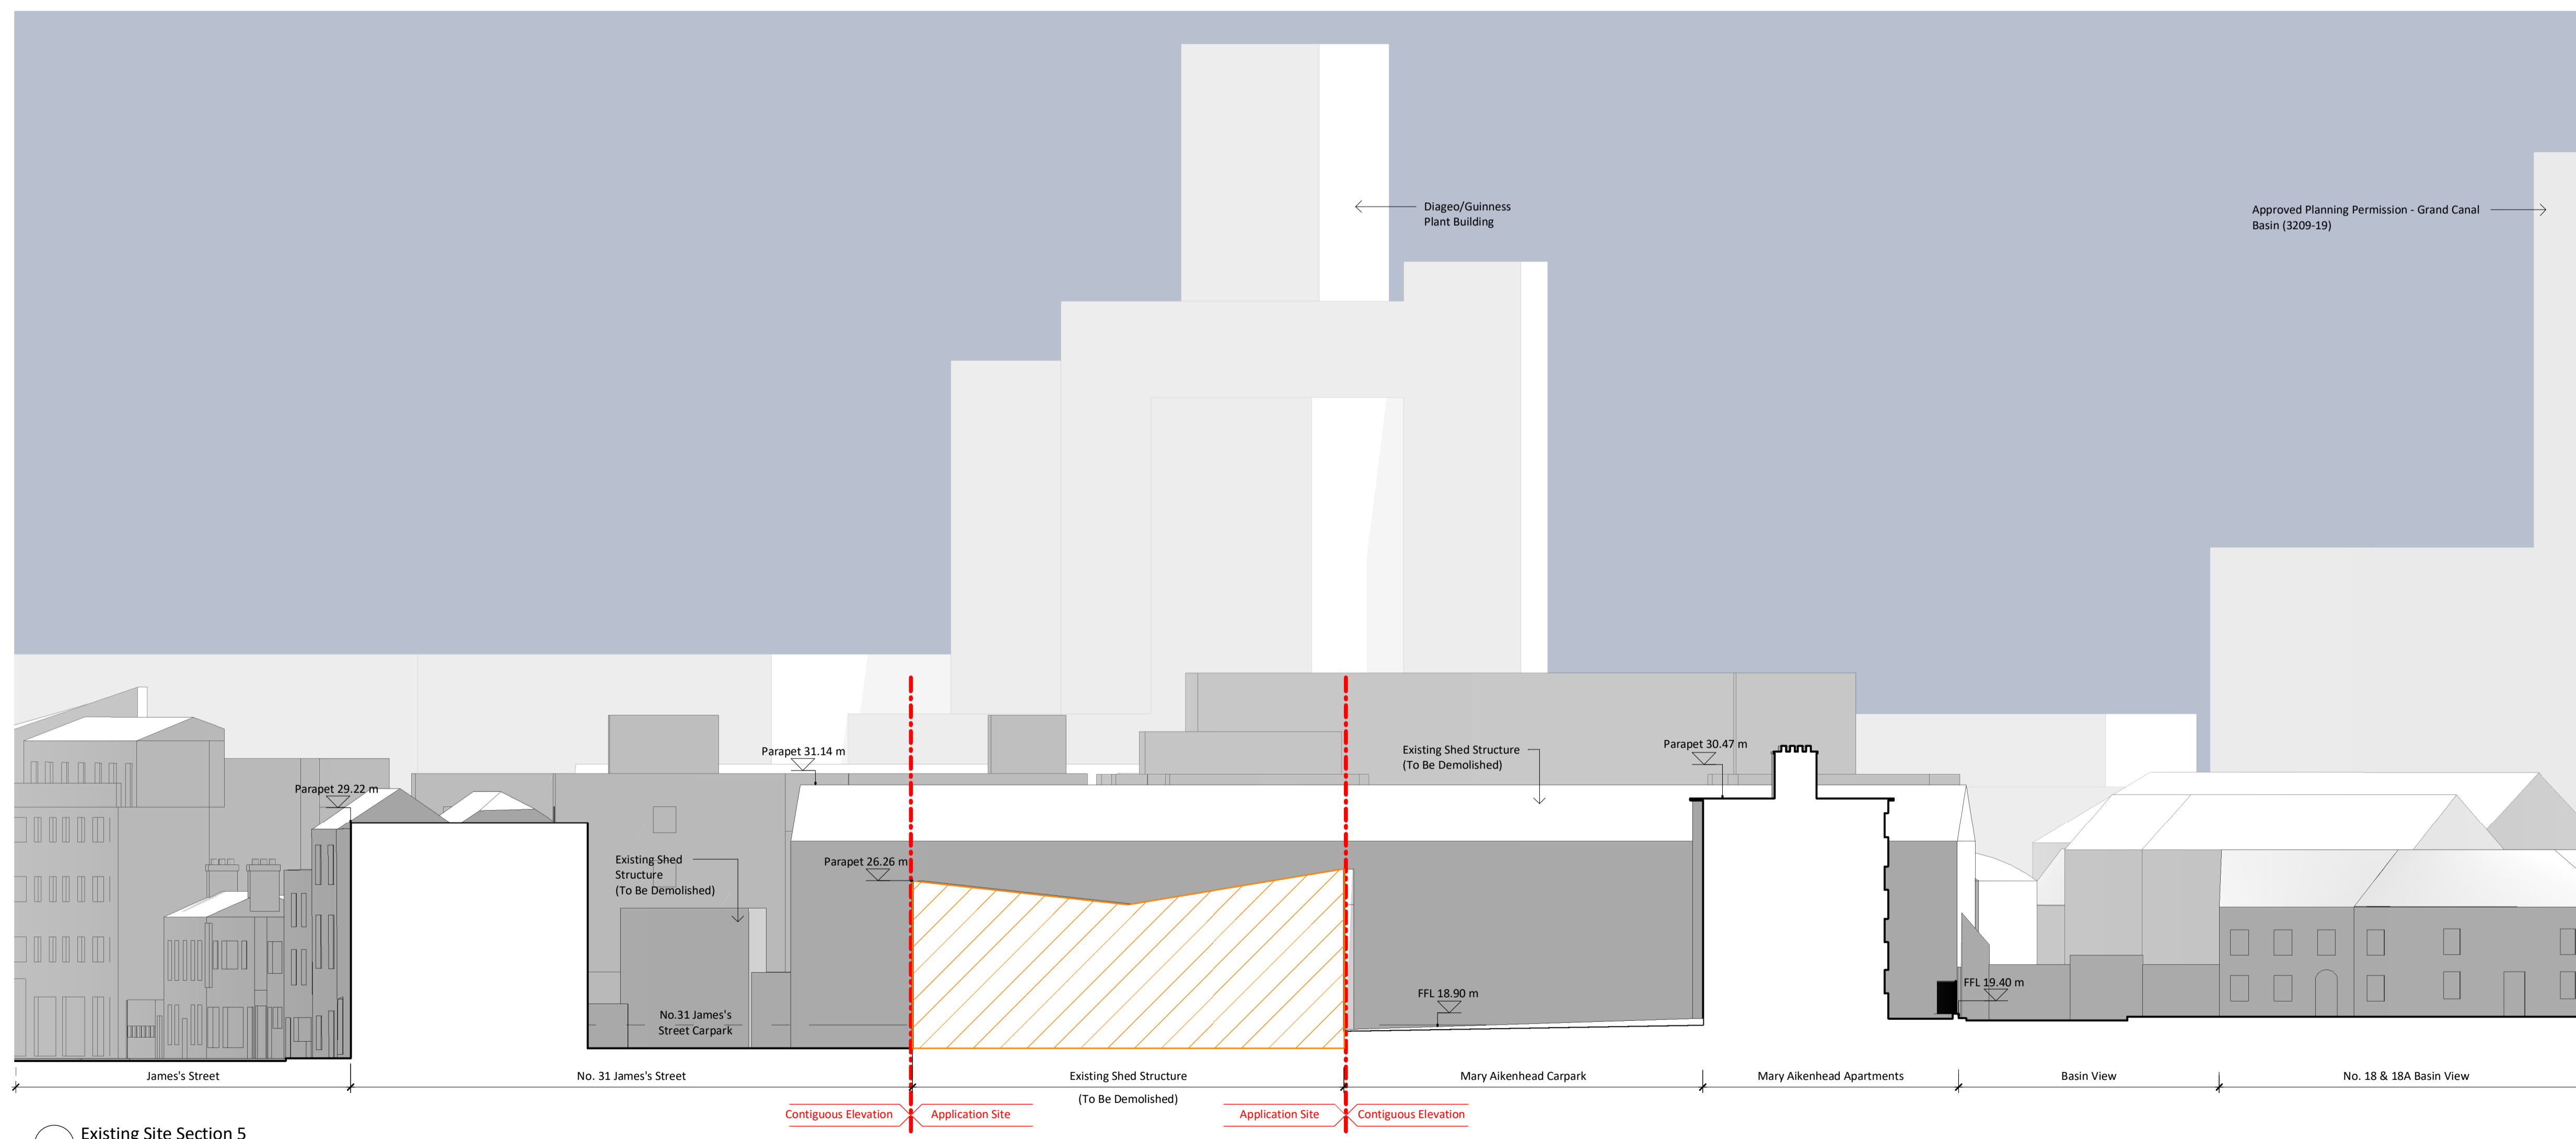 Diageo/Guinness
Plant Building
Approved Planning Permission - Grand Canal
Basin (3209-19)
Parapet 29.22 m
Parapet 31.14 m
Existing Shed Structure
(To Be Demolished)
Parapet 30.47 m
Existing Shed
Structure
(To Be Demolished)
Parapet 26.26 m
No.31 James's
Street Carpark
FFL 18.90 m
FFL 19.40 m
James's Street
No. 31 James's Street
Existing Shed Structure
(To Be Demolished)
Mary Aikenhead Carpark
Mary Aikenhead Apartments
Basin View
No. 18 & 18A Basin View
Contiguous Elevation
Application Site
Application Site
Contiguous Elevation
Existing Site Section 5